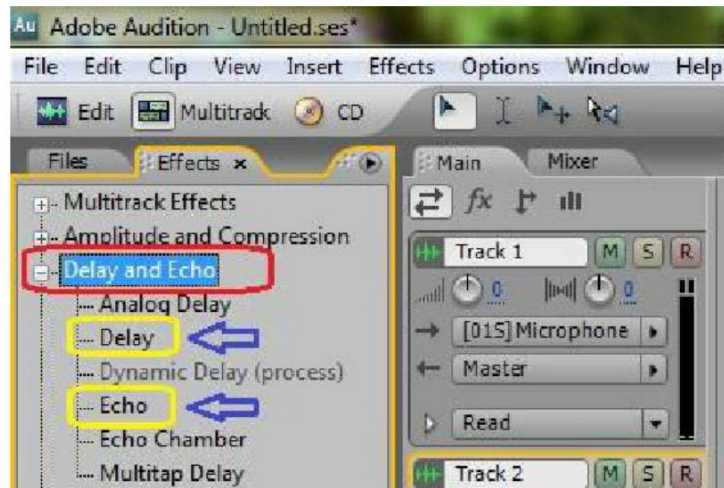 Au Adobe Audition - Untitled.ses*
File Edit Clip View Insert Effects Options Window Help
Edit Multitrack CD
Files Effects x
Main Mixer
Multitrack Effects
Amplitude and Compression
Delay and Echo
Analog Delay
Delay
Dynamic Delay (process)
Echo
Echo Chamber
Multitap Delay
fx
Track 1 M S R
0 0
[01S] Microphone
Master
Read
Track 2 M S R